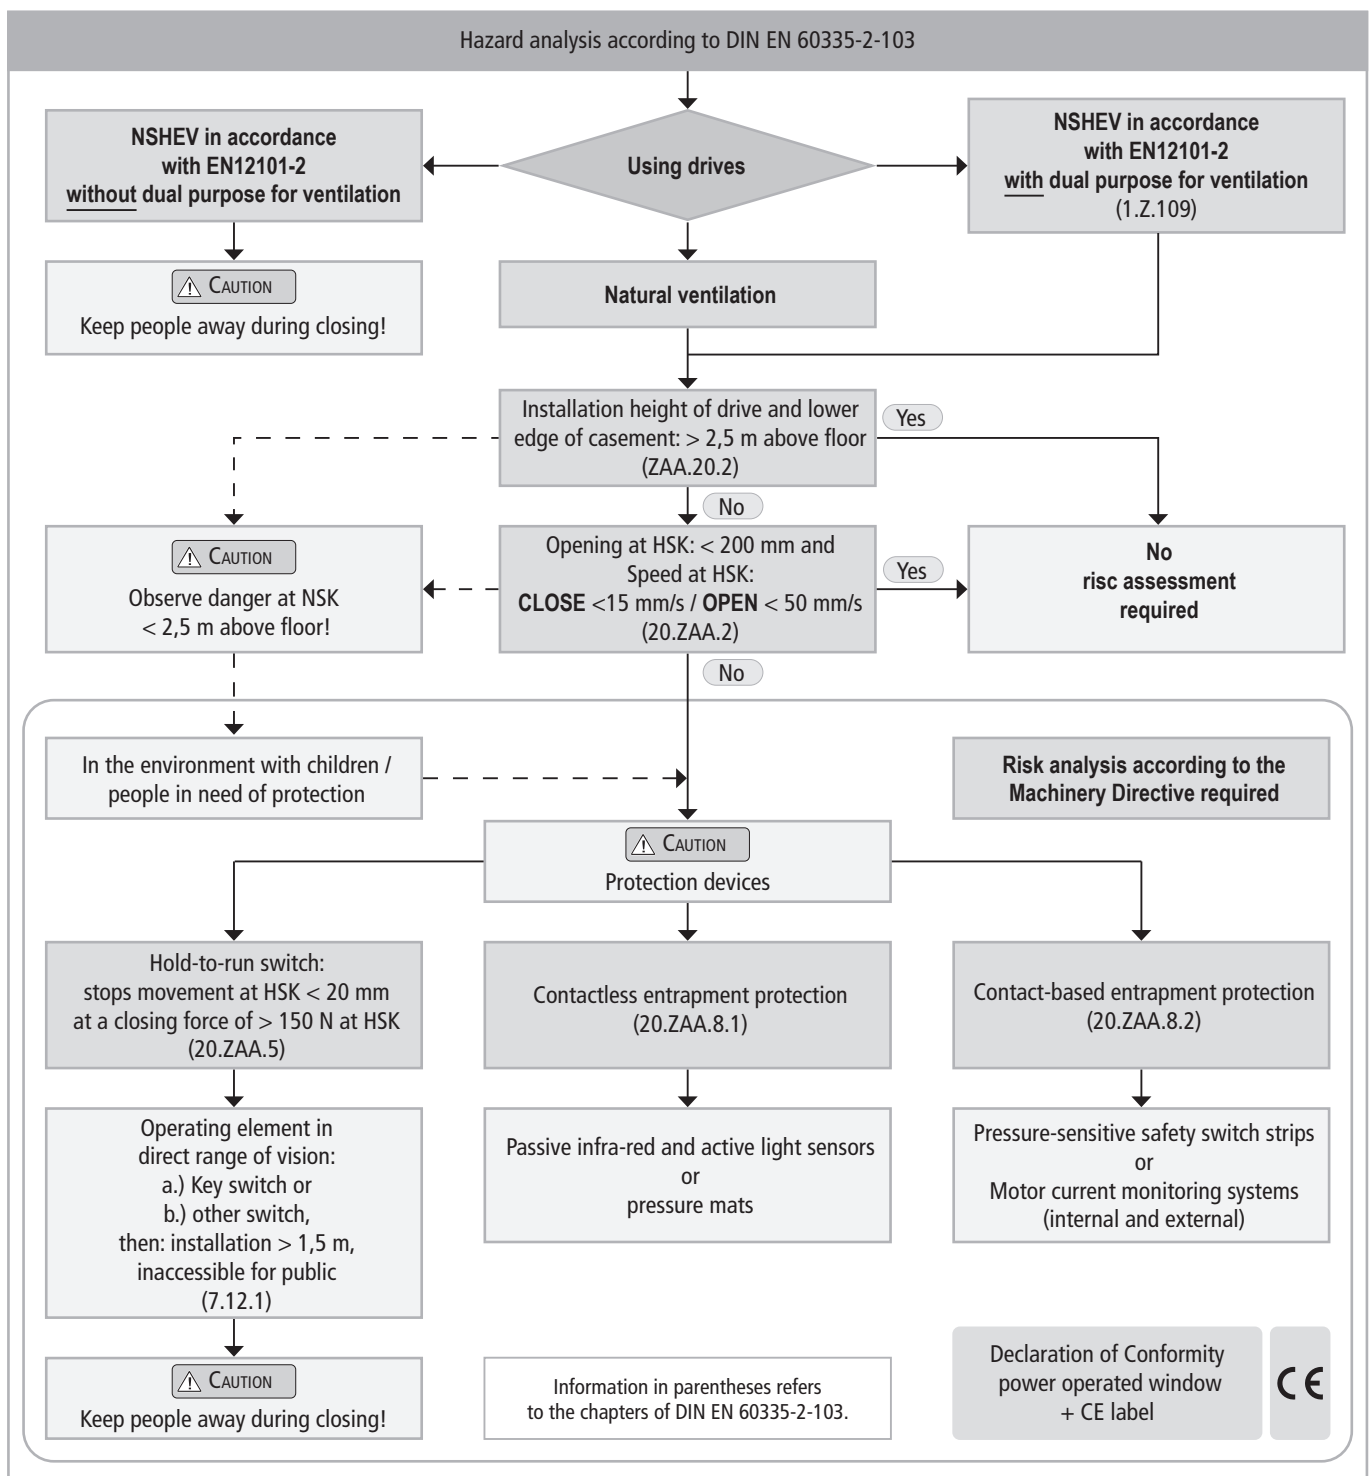 Hazard analysis according to DIN EN 60335-2-103
NSHEV in accordance
with EN12101-2
without dual purpose for ventilation
Using drives
NSHEV in accordance
with EN12101-2
with dual purpose for ventilation
(1.Z.109)
CAUTION
Keep people away during closing!
Natural ventilation
Installation height of drive and lower
edge of casement: > 2,5 m above floor
(ZAA.20.2)
Yes
No
CAUTION
Observe danger at NSK
< 2,5 m above floor!
Opening at HSK: < 200 mm and
Speed at HSK:
CLOSE <15 mm/s / OPEN < 50 mm/s
(20.ZAA.2)
Yes
No
risc assessment
required
No
In the environment with children /
people in need of protection
Risk analysis according to the
Machinery Directive required
CAUTION
Protection devices
Hold-to-run switch:
stops movement at HSK < 20 mm
at a closing force of > 150 N at HSK
(20.ZAA.5)
Contactless entrapment protection
(20.ZAA.8.1)
Contact-based entrapment protection
(20.ZAA.8.2)
Operating element in
direct range of vision:
a.) Key switch or
b.) other switch,
then: installation > 1,5 m,
inaccessible for public
(7.12.1)
Passive infra-red and active light sensors
or
pressure mats
Pressure-sensitive safety switch strips
or
Motor current monitoring systems
(internal and external)
CAUTION
Keep people away during closing!
Information in parentheses refers
to the chapters of DIN EN 60335-2-103.
Declaration of Conformity
power operated window
+ CE label
CE